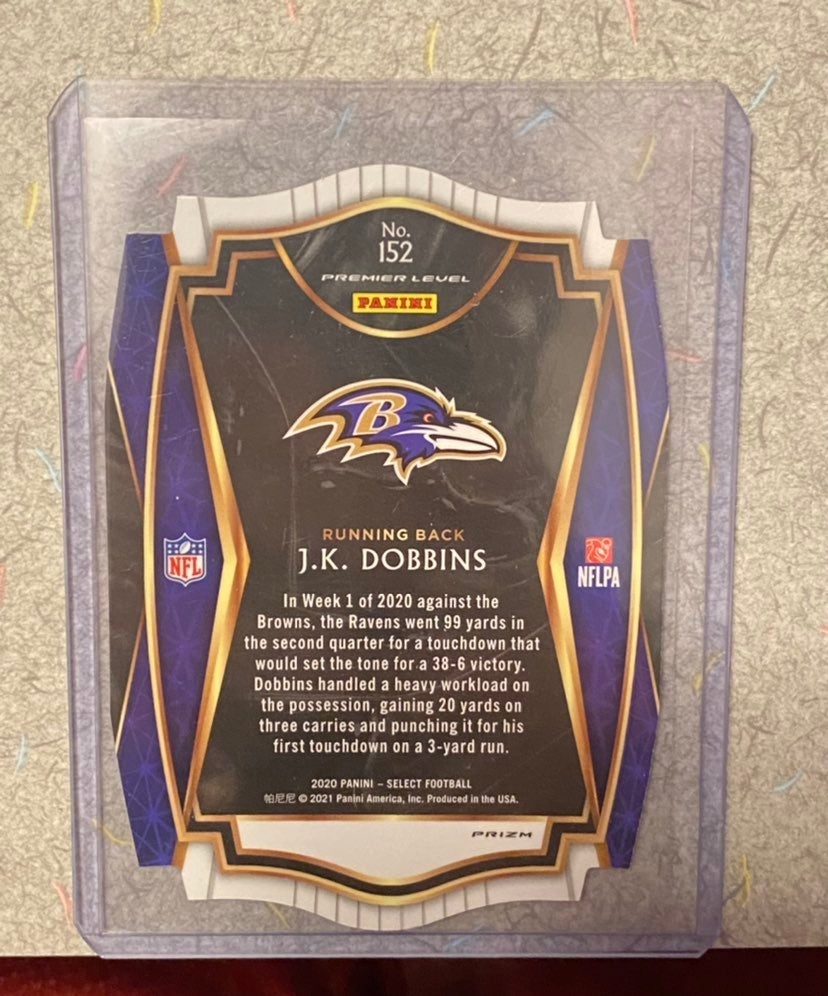 No.
152
PREMIER LEVEL
PANINI
B
RUNNING BACK
J.K. DOBBINS
NFL
NFLPA
In Week 1 of 2020 against the
Browns, the Ravens went 99 yards in
the second quarter for a touchdown that
would set the tone for a 38-6 victory.
Dobbins handled a heavy workload on
the possession, gaining 20 yards on
three carries and punching it for his
first touchdown on a 3-yard run.
2020 PANINI – SELECT FOOTBALL
帕尼尼 © 2021 Panini America, Inc. Produced in the USA.
PRIZM